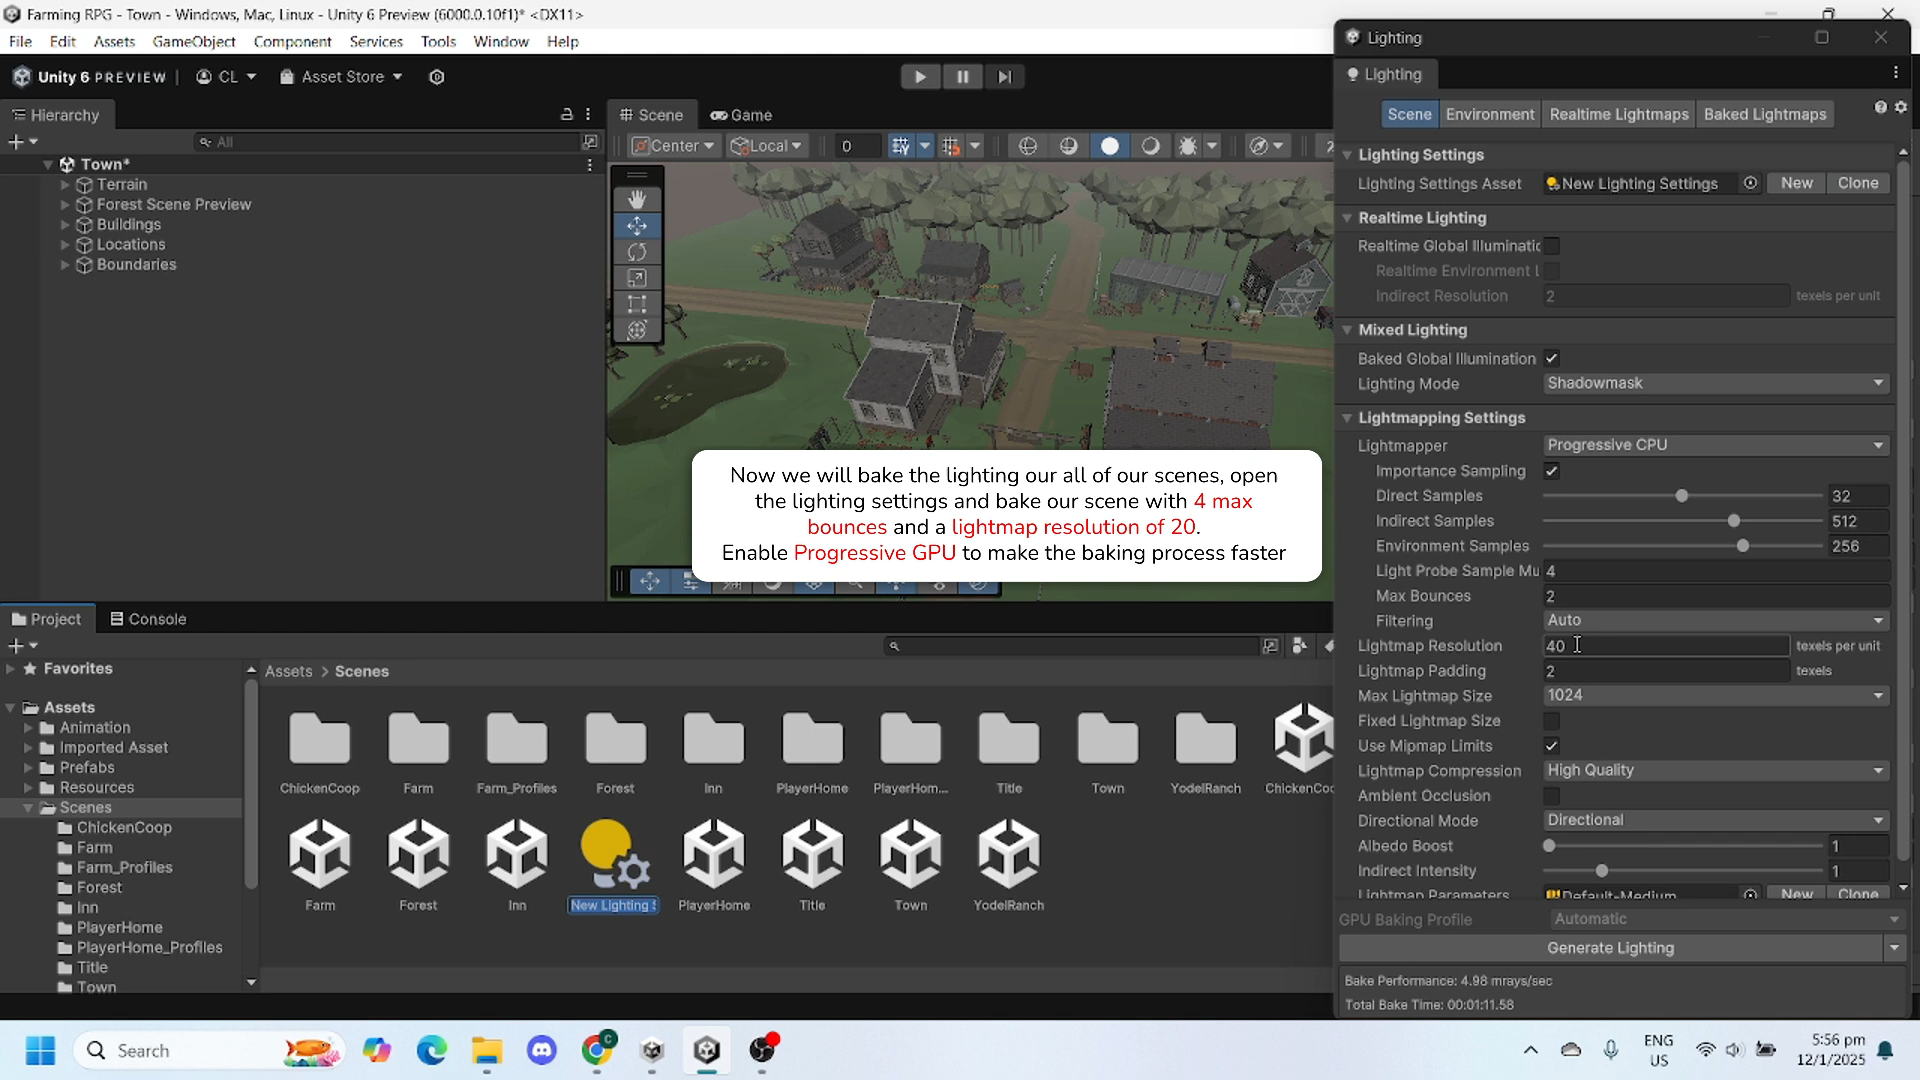 Farming RPG - Town - Windows, Mac, Linux - Unity 6 Preview (6000.0.10f1)* <DX11>
File Edit Assets GameObject Component Services Tools Window Help
Unity 6 PREVIEW | CL Asset Store
Hierarchy
All
Town*
Terrain
Forest Scene Preview
Buildings
Locations
Boundaries
Scene Game
Center Local 0
Now we will bake the lighting our all of our scenes, open
the lighting settings and bake our scene with 4 max
bounces and a lightmap resolution of 20.
Enable Progressive GPU to make the baking process faster
Lighting
Lighting
Scene Environment Realtime Lightmaps Baked Lightmaps
Lighting Settings
Lighting Settings Asset New Lighting Settings New Clone
Realtime Lighting
Realtime Global Illuminatic
Realtime Environment L
Indirect Resolution 2 texels per unit
Mixed Lighting
Baked Global Illumination
Lighting Mode Shadowmask
Lightmapping Settings
Lightmapper Progressive CPU
Importance Sampling
Direct Samples 32
Indirect Samples 512
Environment Samples 256
Light Probe Sample Mu 4
Max Bounces 2
Filtering Auto
Lightmap Resolution 40 texels per unit
Lightmap Padding 2 texels
Max Lightmap Size 1024
Fixed Lightmap Size
Use Mipmap Limits
Lightmap Compression High Quality
Ambient Occlusion
Directional Mode Directional
Albedo Boost 1
Indirect Intensity 1
Lightmap Parameters Default-Medium New Clone
GPU Baking Profile Automatic
Generate Lighting
Bake Performance: 4.98 mrays/sec
Total Bake Time: 00:01:11.58
Project Console
Favorites
Assets
Animation
Imported Asset
Prefabs
Resources
Scenes
ChickenCoop
Farm
Farm_Profiles
Forest
Inn
PlayerHome
PlayerHome_Profiles
Title
Town
Assets > Scenes
ChickenCoop Farm Farm_Profiles Forest Inn PlayerHome PlayerHom... Title Town YodelRanch ChickenCoo
Farm Forest Inn New Lighting S PlayerHome Title Town YodelRanch
Search
C
ENG
US
5:56 pm
12/1/2025